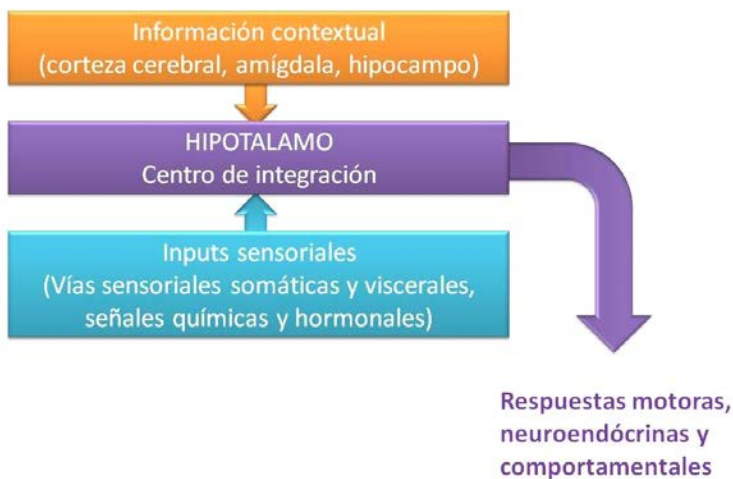 Información contextual
(corteza cerebral, amígdala, hipocampo)
HIPOTALAMO
Centro de integración
Inputs sensoriales
(Vías sensoriales somáticas y viscerales,
señales químicas y hormonales)
Respuestas motoras,
neuroendócrinas y
comportamentales